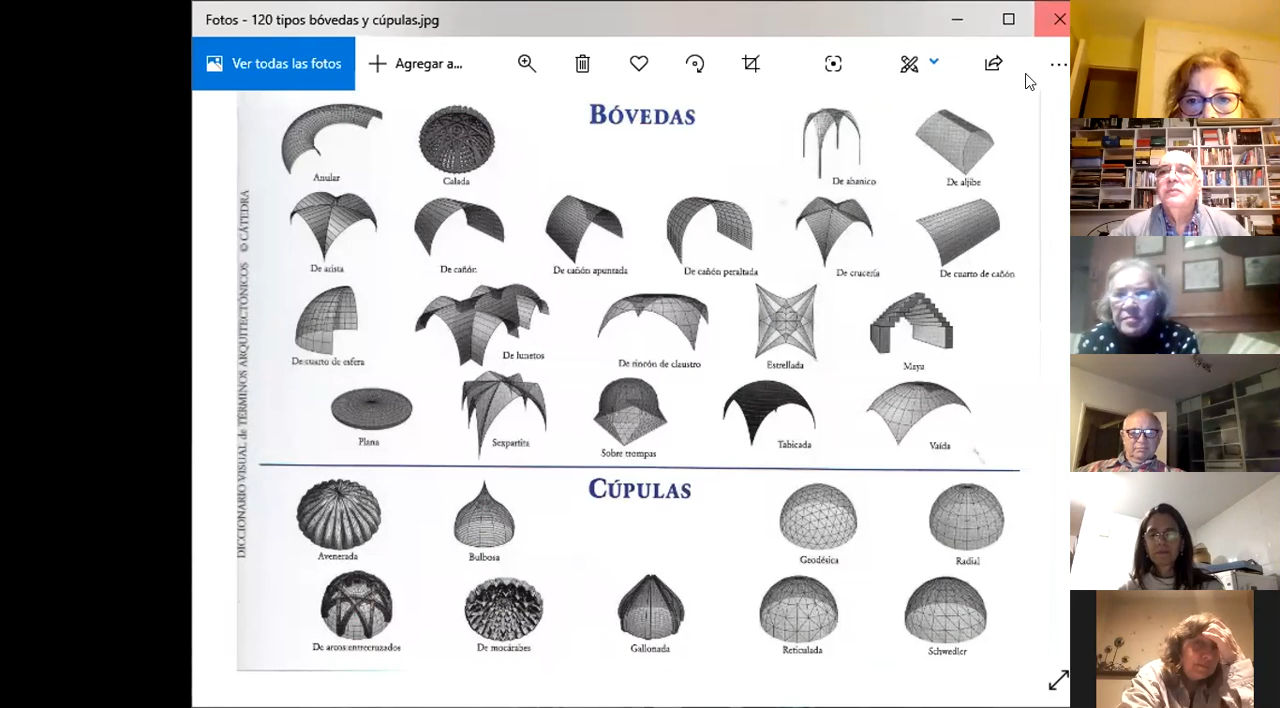 Fotos - 120 tipos bóvedas y cúpulas.jpg
Ver todas las fotos
Agregar a...
BÓVEDAS
Anular
Calada
De abanico
De aljibe
De arista
De cañón
De cañón apuntada
De cañón peraltada
De crucería
De cuarto de cañón
De cuarto de esfera
De lunetos
De rincón de claustro
Estrellada
Maya
Plana
Sexpartita
Sobre trompas
Tabicada
Vaída
CÚPULAS
Avenerada
Bulbosa
Geodésica
Radial
De arcos entrecruzados
De mocárabes
Gallonada
Reticulada
Schwedler
DICCIONARIO VISUAL de TÉRMINOS ARQUITECTÓNICOS © CÁTEDRA